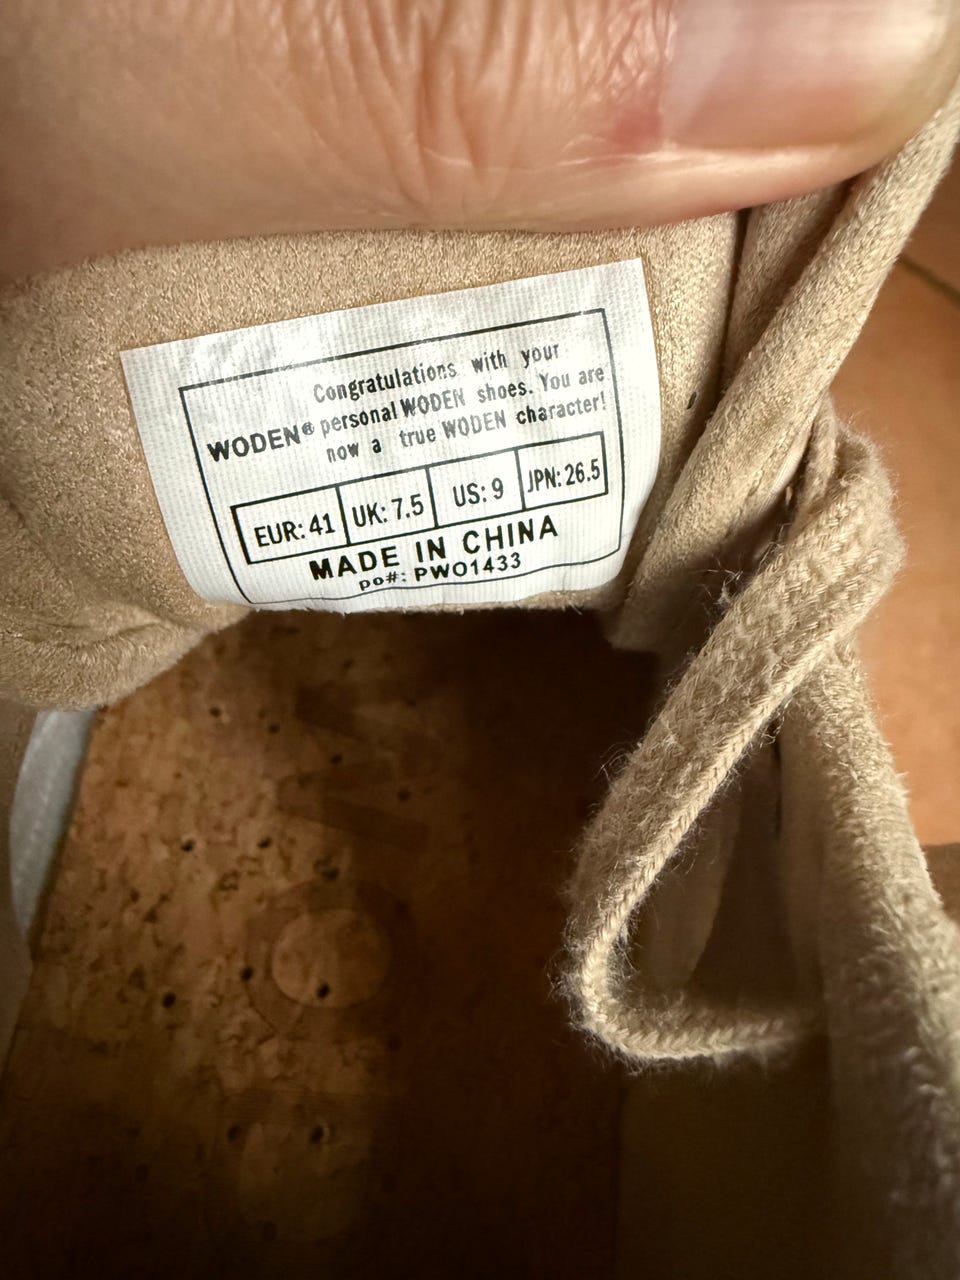 Congratulations with your
WODEN® personal WODEN shoes. You are
now a true WODEN character!
EUR: 41 UK: 7.5 US: 9 JPN: 26.5
MADE IN CHINA
po#: PWO1433